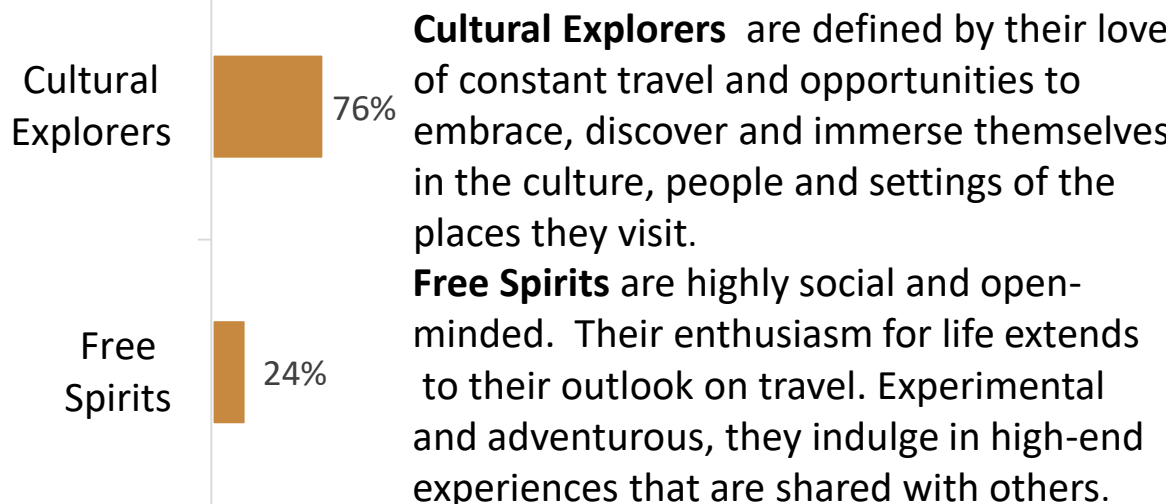 Cultural
Explorers
76%
Cultural Explorers  are defined by their love
of constant travel and opportunities to
embrace, discover and immerse themselves
in the culture, people and settings of the
places they visit.
Free
Spirits
24%
Free Spirits are highly social and open-
minded.  Their enthusiasm for life extends
to their outlook on travel. Experimental
and adventurous, they indulge in high-end
experiences that are shared with others.